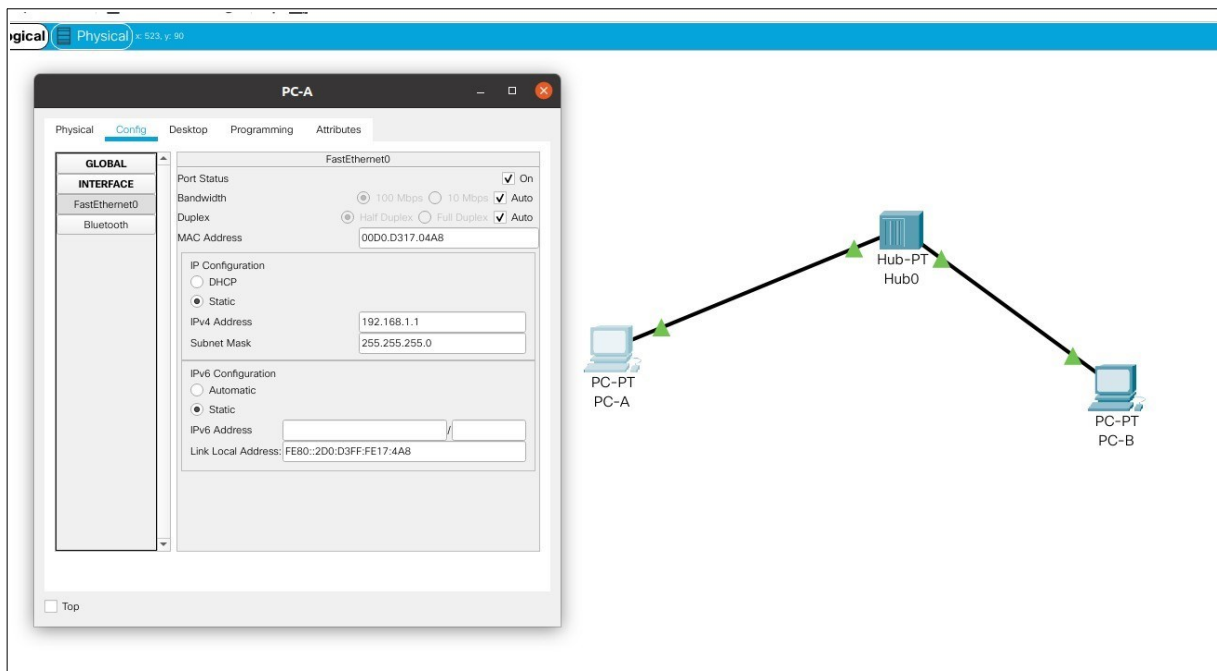 gical Physical x: 523, y: 90
PC-A
Physical Config Desktop Programming Attributes
GLOBAL
INTERFACE
FastEthernet0
Bluetooth
FastEthernet0
Port Status On
Bandwidth 100 Mbps 10 Mbps Auto
Duplex Half Duplex Full Duplex Auto
MAC Address 00D0.D317.04A8
IP Configuration
DHCP
Static
IPv4 Address 192.168.1.1
Subnet Mask 255.255.255.0
IPv6 Configuration
Automatic
Static
IPv6 Address /
Link Local Address: FE80::2D0:D3FF:FE17:4A8
Top
Hub-PT
Hub0
PC-PT
PC-A
PC-PT
PC-B